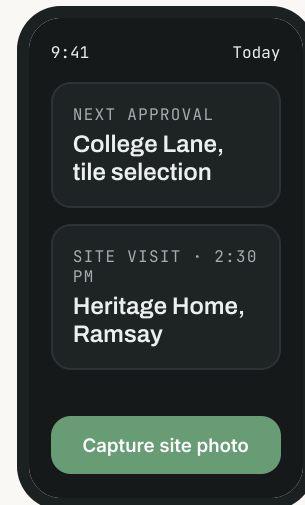 9:41 Today
NEXT APPROVAL
College Lane,
tile selection
SITE VISIT · 2:30
PM
Heritage Home,
Ramsay
Capture site photo